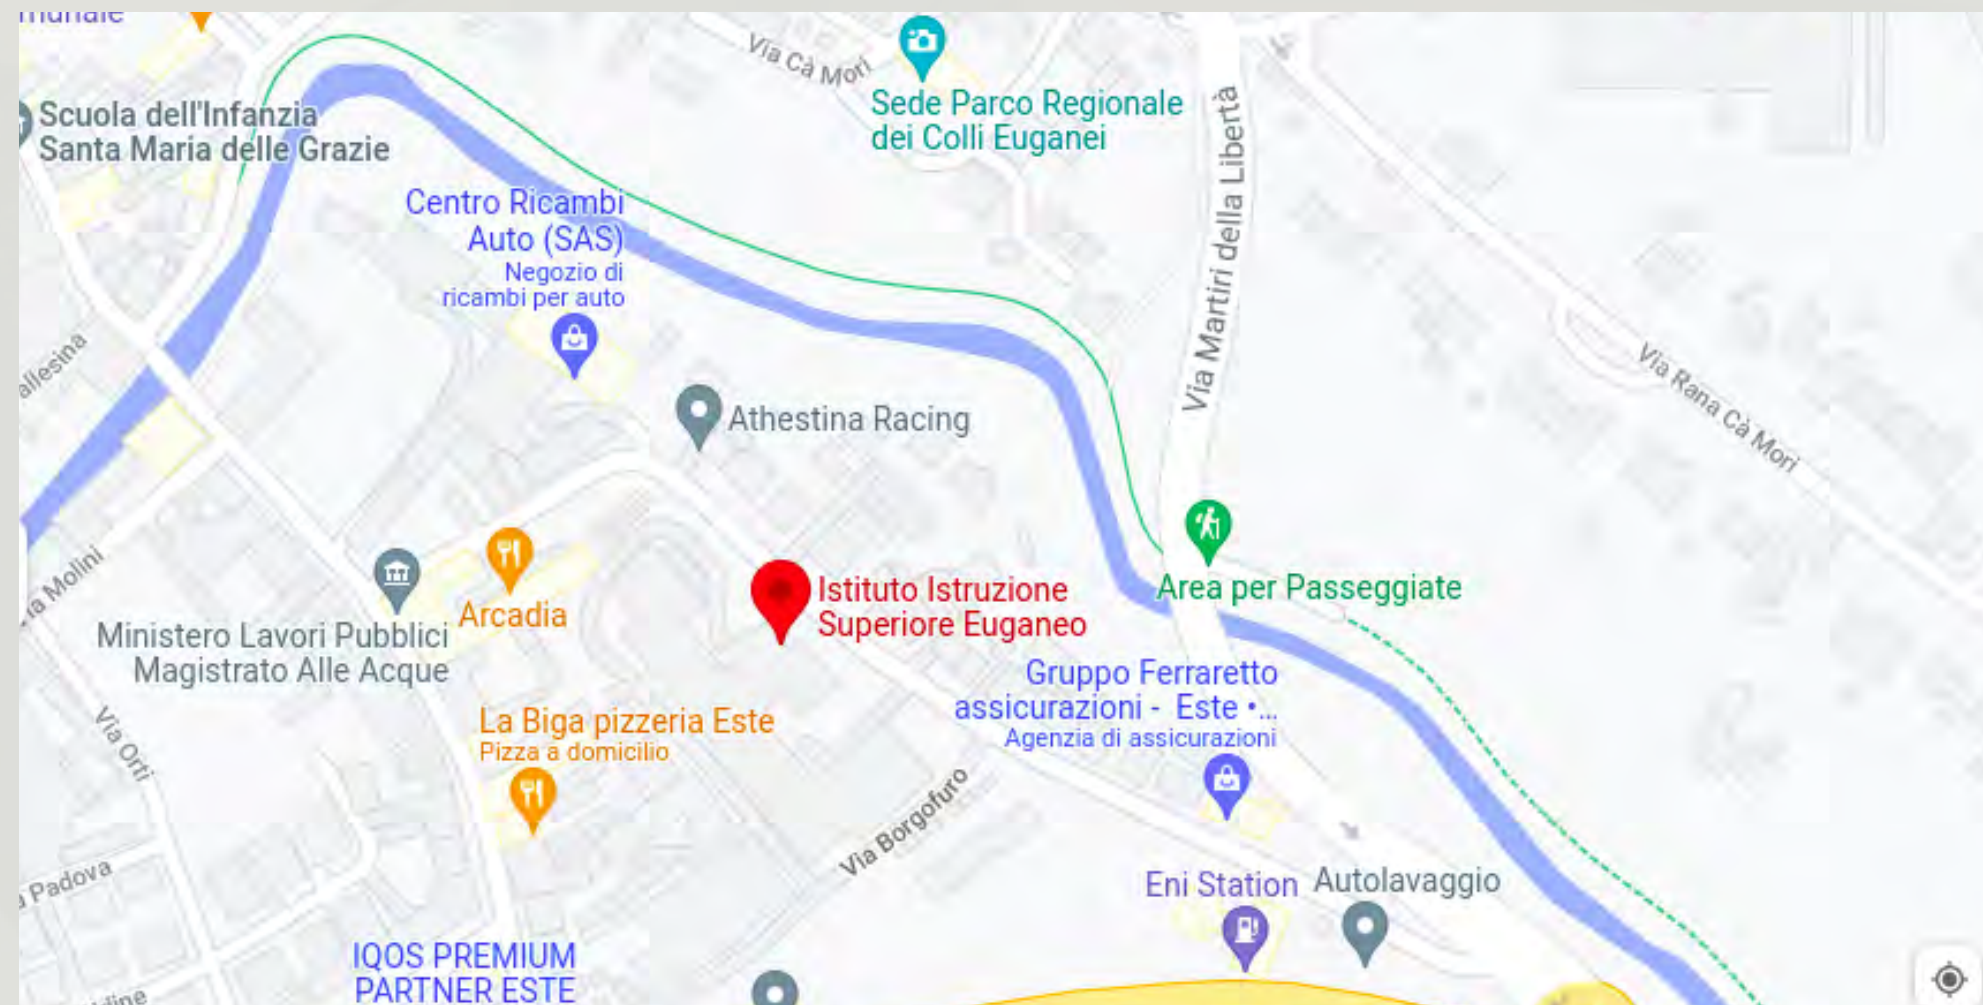 Via Cà Mori
Sede Parco Regionale
dei Colli Euganei
Scuola dell'Infanzia
Santa Maria delle Grazie
Via Martiri della Libertà
Centro Ricambi
Auto (SAS)
Negozio di
ricambi per auto
Via Rana Cà Mori
Athestina Racing
Area per Passeggiate
Istituto Istruzione
Superiore Euganeo
Arcadia
Ministero Lavori Pubblici
Magistrato Alle Acque
Gruppo Ferraretto
assicurazioni - Este •...
Agenzia di assicurazioni
La Biga pizzeria Este
Pizza a domicilio
Via Orti
Molini
Via Borgofuro
Padova
Eni Station
Autolavaggio
IQOS PREMIUM
PARTNER ESTE